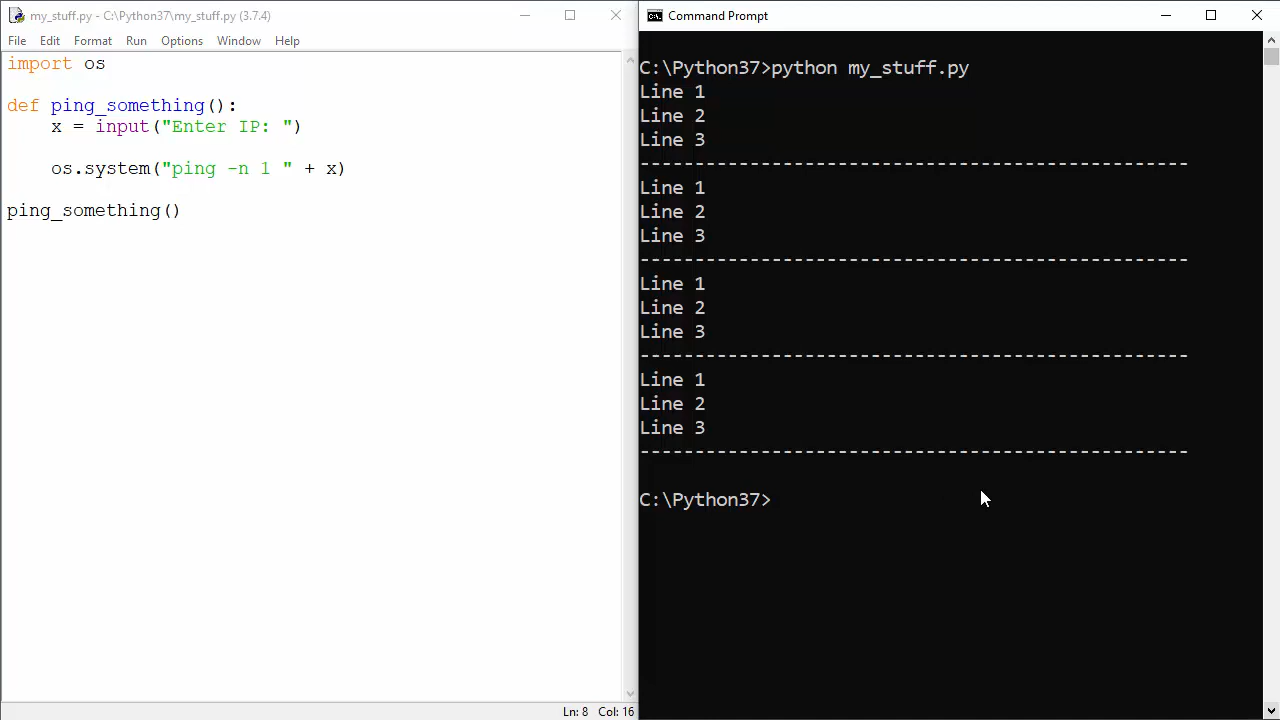 my_stuff.py - C:\Python37\my_stuff.py (3.7.4)
File Edit Format Run Options Window Help
import os
def ping_something():
    x = input("Enter IP: ")
    os.system("ping -n 1 " + x)
ping_something()
Ln: 8 Col: 16
Command Prompt
C:\Python37>python my_stuff.py
Line 1
Line 2
Line 3
--------------------------------------------------
Line 1
Line 2
Line 3
--------------------------------------------------
Line 1
Line 2
Line 3
--------------------------------------------------
Line 1
Line 2
Line 3
--------------------------------------------------
C:\Python37>